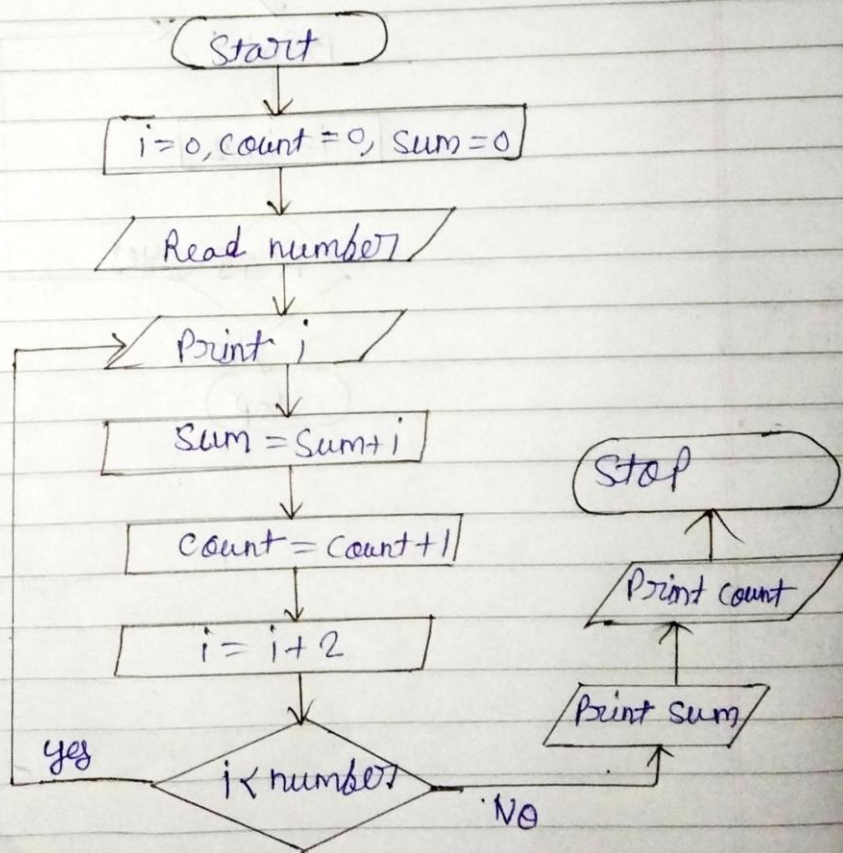 Start
i=0, count=0, sum=0
Read number
Print i
sum = sum+i
count = count+1
i = i+2
i< number
yes
No
Print sum
Print count
Stop